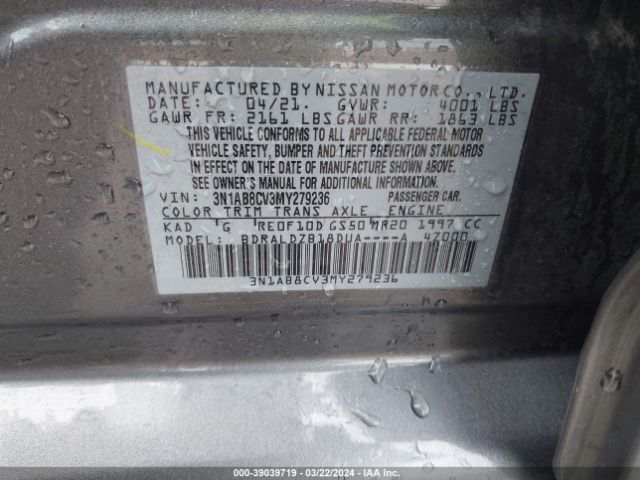 MANUFACTURED BY NISSAN MOTOR CO., LTD.
DATE: 04/21. GVWR: 4001 LBS
GAWR FR: 2161 LBS GAWR RR: 1863 LBS
THIS VEHICLE CONFORMS TO ALL APPLICABLE FEDERAL MOTOR
VEHICLE SAFETY, BUMPER AND THEFT PREVENTION STANDARDS
IN EFFECT ON THE DATE OF MANUFACTURE SHOWN ABOVE.
SEE OWNER'S MANUAL FOR ADDITIONAL INFORMATION.
VIN: 3N1AB8CV3MY279236 PASSENGER CAR.
COLOR TRIM TRANS AXLE ENGINE
KAD G RE0F10D GS50 MR20 1997 CC
MODEL: BDRALDZB18DUA----A 4Z000
3N1AB8CV3MY279236
000-39039719 - 03/22/2024 - IAA Inc.